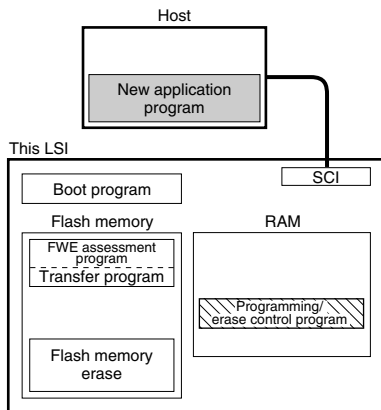 Host
New application
program
This LSI
SCI
Boot program
Flash memory
RAM
FWE assessment
program
Transfer program
Programming/
erase control program
Flash memory
erase